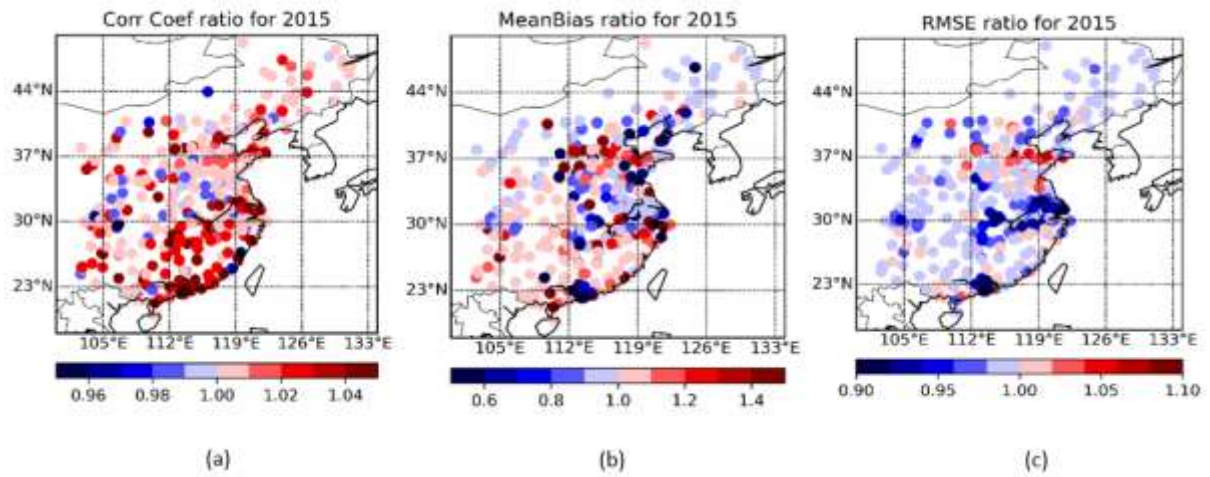 Corr Coef ratio for 2015
44°N
37°N
30°N
23°N
105°E 112°E 119°E 126°E 133°E
0.96 0.98 1.00 1.02 1.04
(a)
MeanBias ratio for 2015
44°N
37°N
30°N
23°N
105°E 112°E 119°E 126°E 133°E
0.6 0.8 1.0 1.2 1.4
(b)
RMSE ratio for 2015
44°N
37°N
30°N
23°N
105°E 112°E 119°E 126°E 133°E
0.90 0.95 1.00 1.05 1.10
(c)